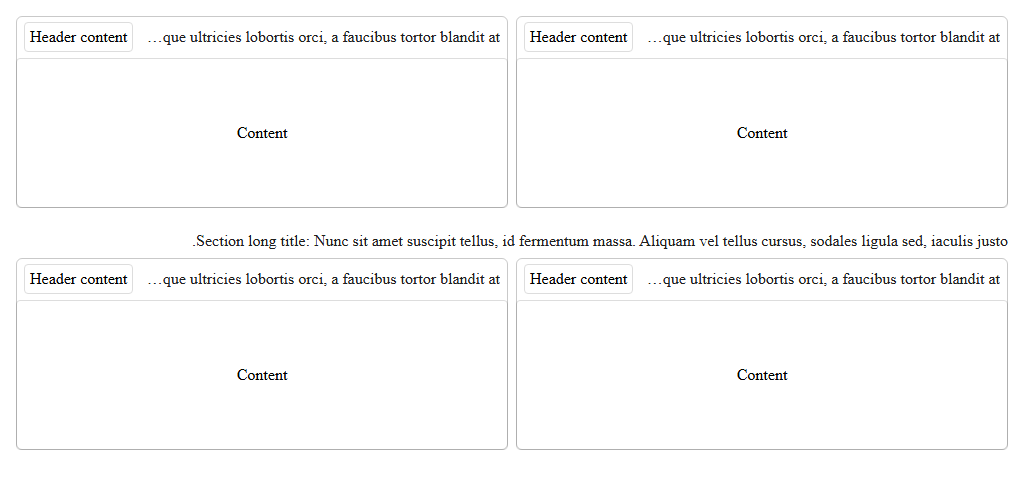 Header content …que ultricies lobortis orci, a faucibus tortor blandit at
Header content …que ultricies lobortis orci, a faucibus tortor blandit at
Content
Content
.Section long title: Nunc sit amet suscipit tellus, id fermentum massa. Aliquam vel tellus cursus, sodales ligula sed, iaculis justo
Header content …que ultricies lobortis orci, a faucibus tortor blandit at
Header content …que ultricies lobortis orci, a faucibus tortor blandit at
Content
Content